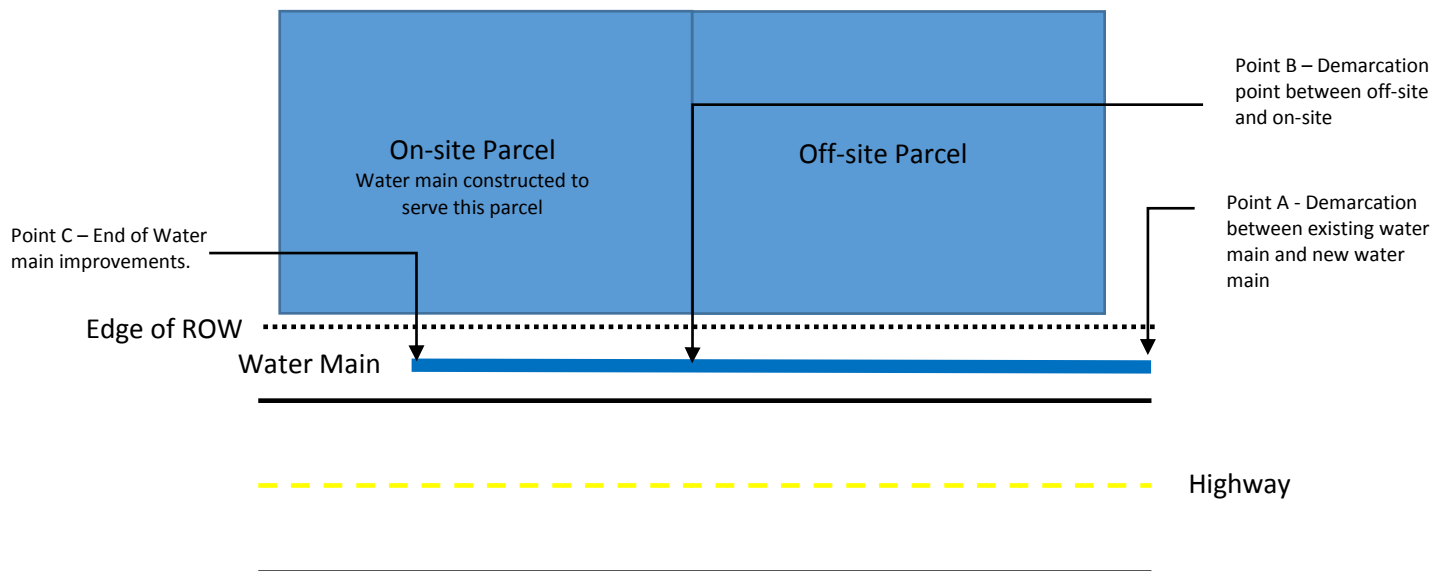 Point B – Demarcation
point between off-site
and on-site
On-site Parcel
Water main constructed to
serve this parcel
Off-site Parcel
Point A - Demarcation
between existing water
main and new water
main
Point C – End of Water
main improvements.
Edge of ROW
Water Main
Highway